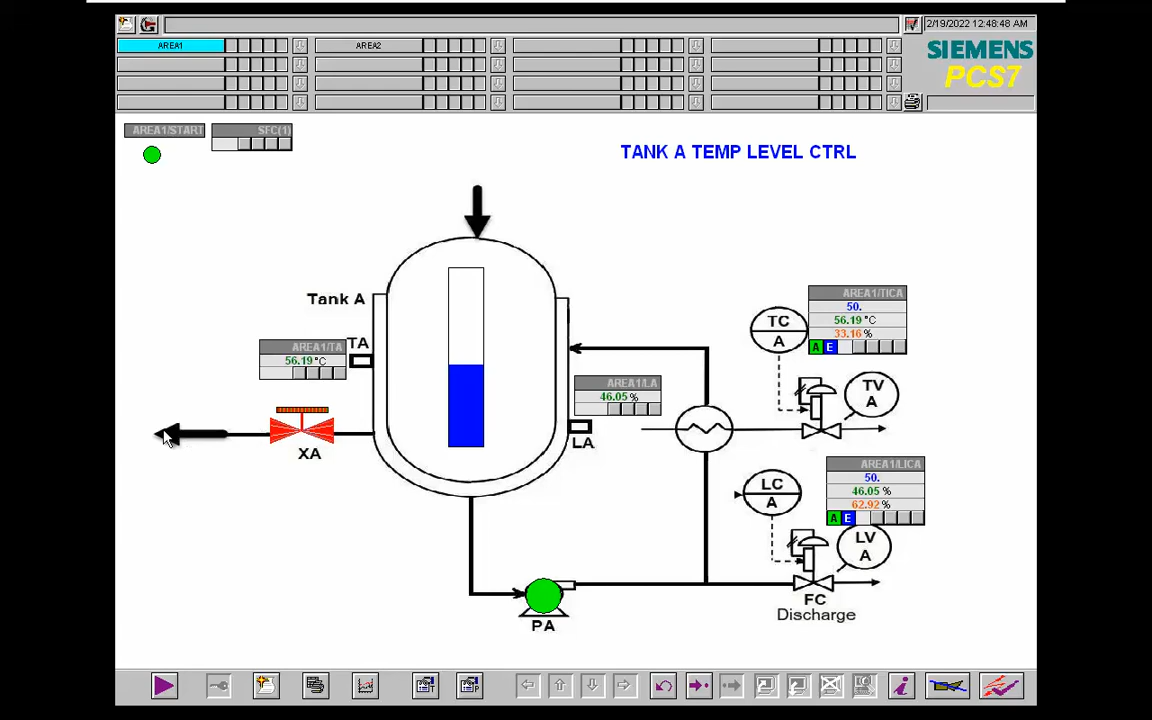 2/19/2022 12:48:48 AM
AREA1
AREA2
SIEMENS
PCS7
AREA1/START
SFC(1)
TANK A TEMP LEVEL CTRL
Tank A
AREA1/TICA
50.
56.19 °C
33.16 %
A E
TC
A
TA
AREA1/TA
56.19 °C
AREA1/LA
46.05 %
TV
A
LA
XA
AREA1/LICA
50.
46.05 %
62.92 %
A E
LC
A
LV
A
FC
Discharge
PA
T
P